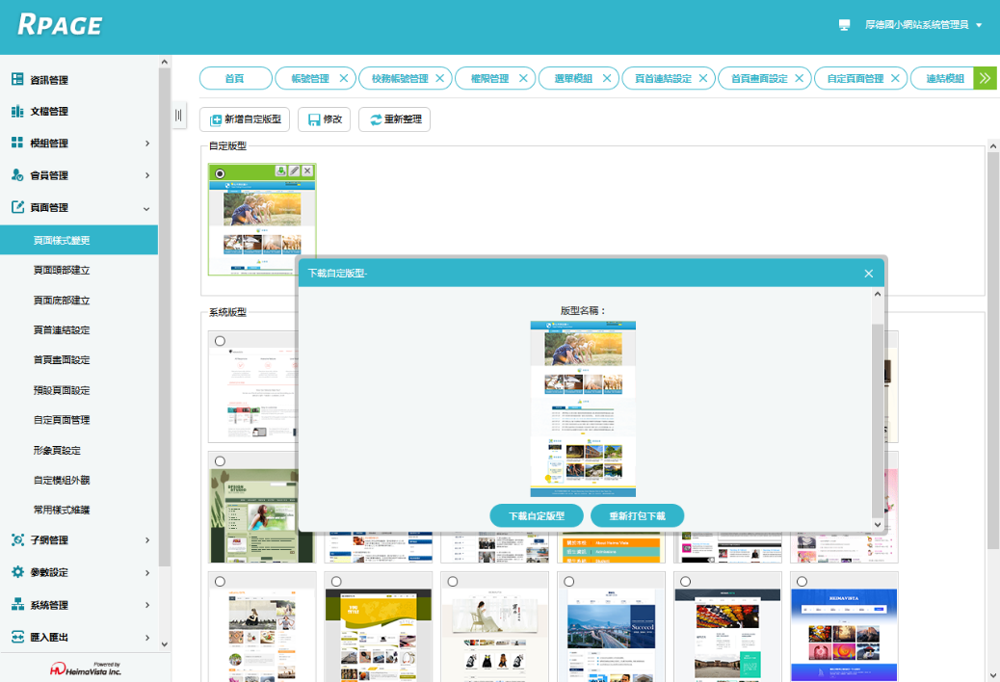 RPAGE
厚德國小網站系統管理員
資訊管理
文檔管理
模組管理
會員管理
頁面管理
頁面樣式變更
頁面頭部建立
頁面底部建立
頁首連結設定
首頁畫面設定
預設頁面設定
自定頁面管理
形象頁設定
自定模組外觀
常用樣式維護
子網管理
參數設定
系統管理
匯入匯出
Powered by
HeimaVista Inc.
首頁
帳號管理
校務帳號管理
權限管理
選單模組
頁首連結設定
首頁畫面設定
自定頁面管理
連結模組
新增自定版型
修改
重新整理
自定版型
下載自定版型-
版型名稱：
下載自定版型
重新打包下載
系統版型
DESIGN
STUDIO
About Heima Vista
Succeed
HEIMAVISTA